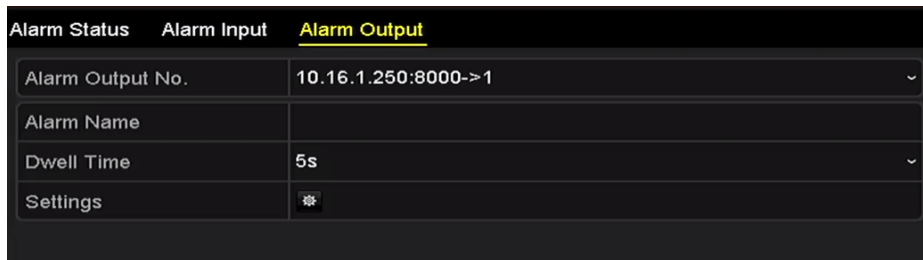 Alarm Status Alarm Input Alarm Output
Alarm Output No. 10.16.1.250:8000->1
Alarm Name
Dwell Time 5s
Settings